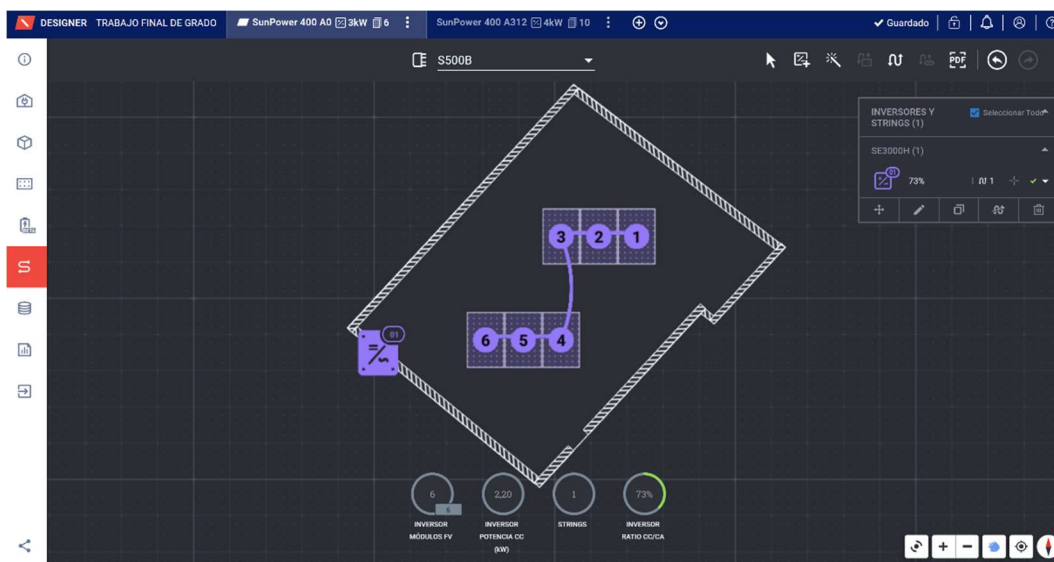 DESIGNER TRABAJO FINAL DE GRADO SunPower 400 A0 3kW 6 SunPower 400 A312 4kW 10 Guardado
S500B PDF
INVERSORES Y
STRINGS (1)
Seleccionar Todo
SE3000H (1)
01
73% 1
3 2 1
01
6 5 4
6 2,20 1 73%
6
INVERSOR
MÓDULOS FV
INVERSOR
POTENCIA CC
(kW)
STRINGS
INVERSOR
RATIO CC/CA